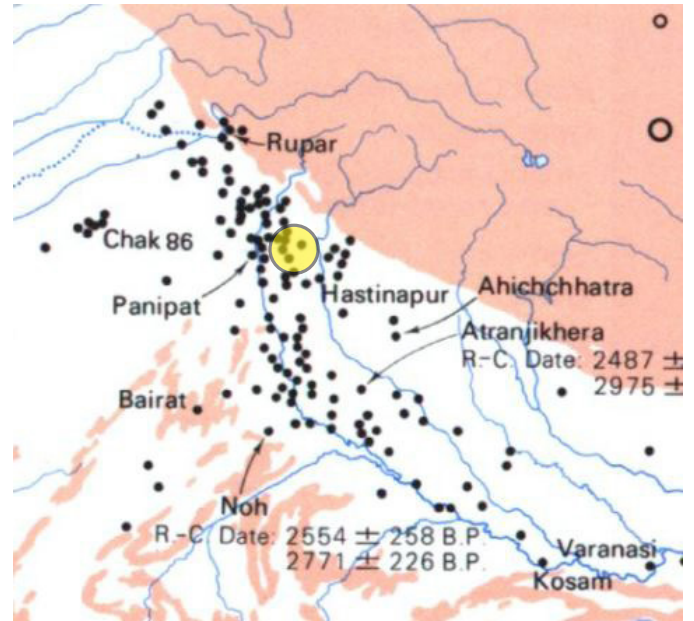 Rupar
Chak 86
Panipat
Hastinapur
Ahichchhatra
Atranjikhera
R.-C. Date: 2487 ±
2975 ±
Bairat
Noh
R.-C. Date: 2554 ± 258 B.P.
2771 ± 226 B.P.
Varanasi
Kosam